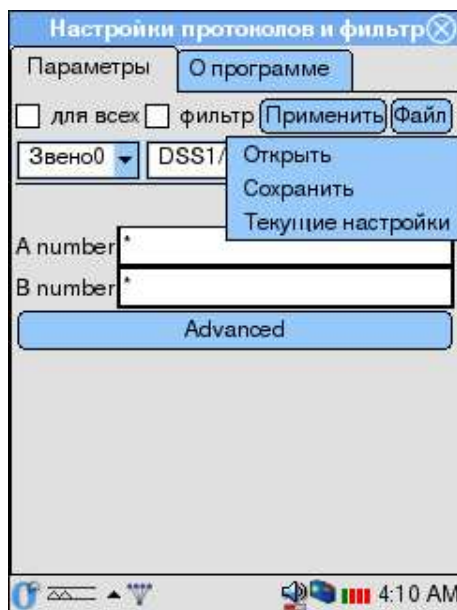 Настройки протоколов и фильтр
Параметры О программе
для всех фильтр Применить Файл
Звено0 DSS1/
Открыть
Сохранить
Текущие настройки
A number *
B number *
Advanced
4:10 AM